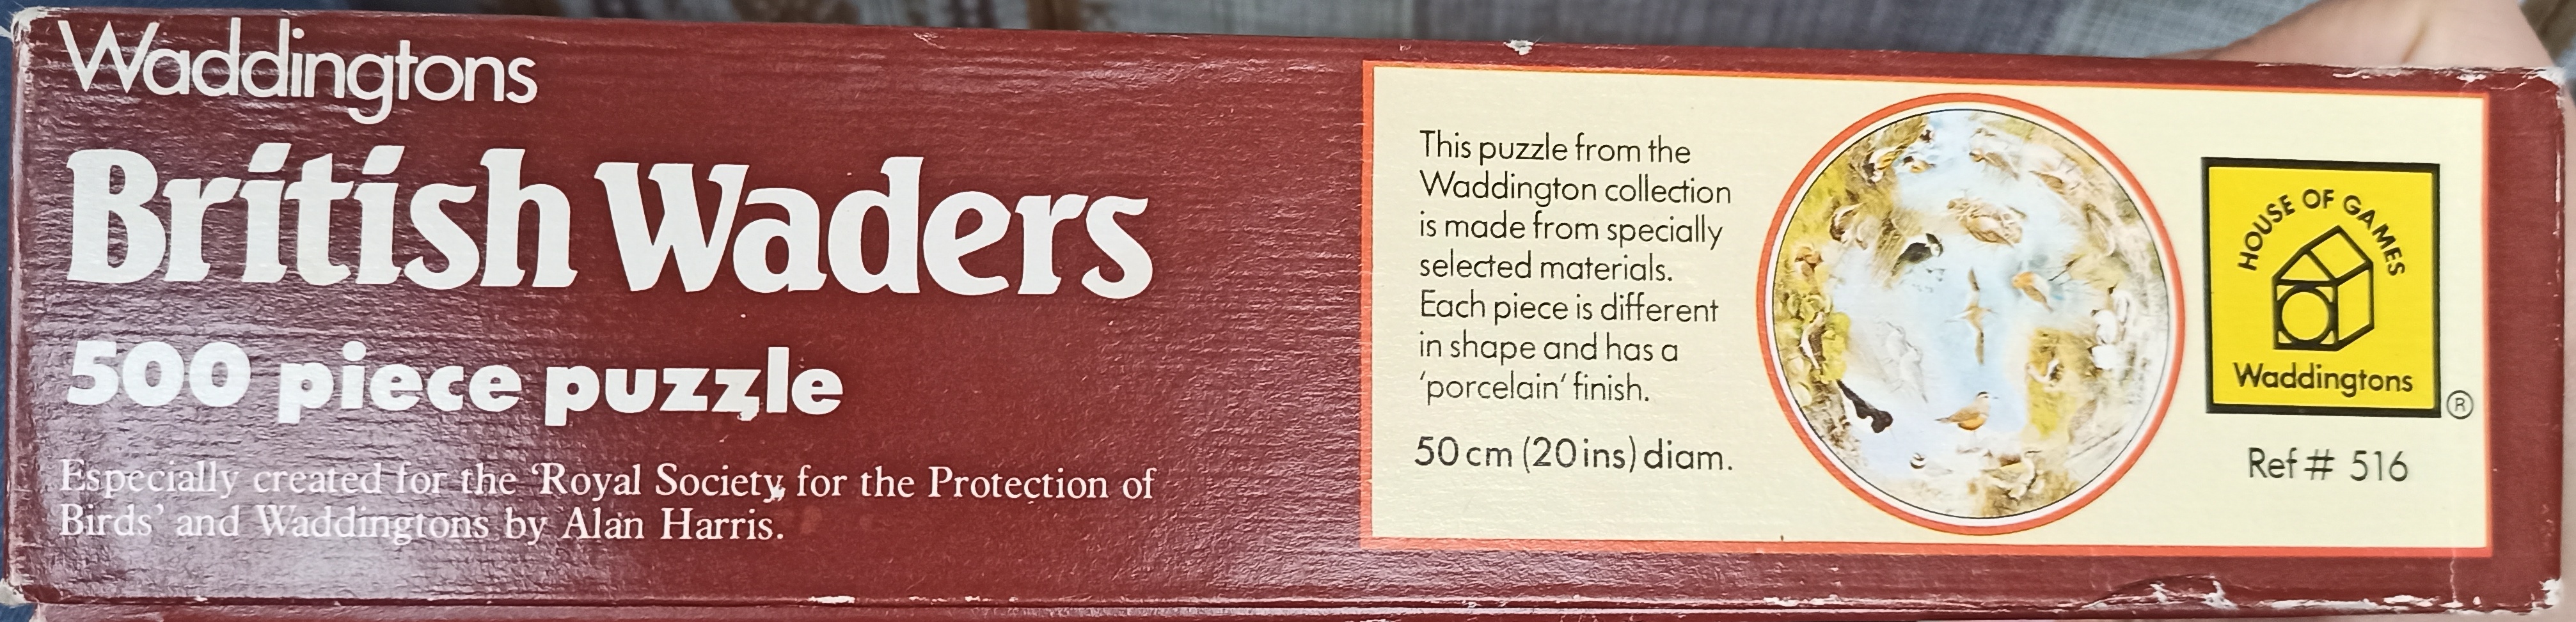 Waddingtons
British Waders
500 piece puzzle
Especially created for the 'Royal Society, for the Protection of
Birds' and Waddingtons by Alan Harris.
This puzzle from the
Waddington collection
is made from specially
selected materials.
Each piece is different
in shape and has a
'porcelain' finish.
50 cm (20 ins) diam.
HOUSE OF GAMES
Waddingtons
®
Ref # 516